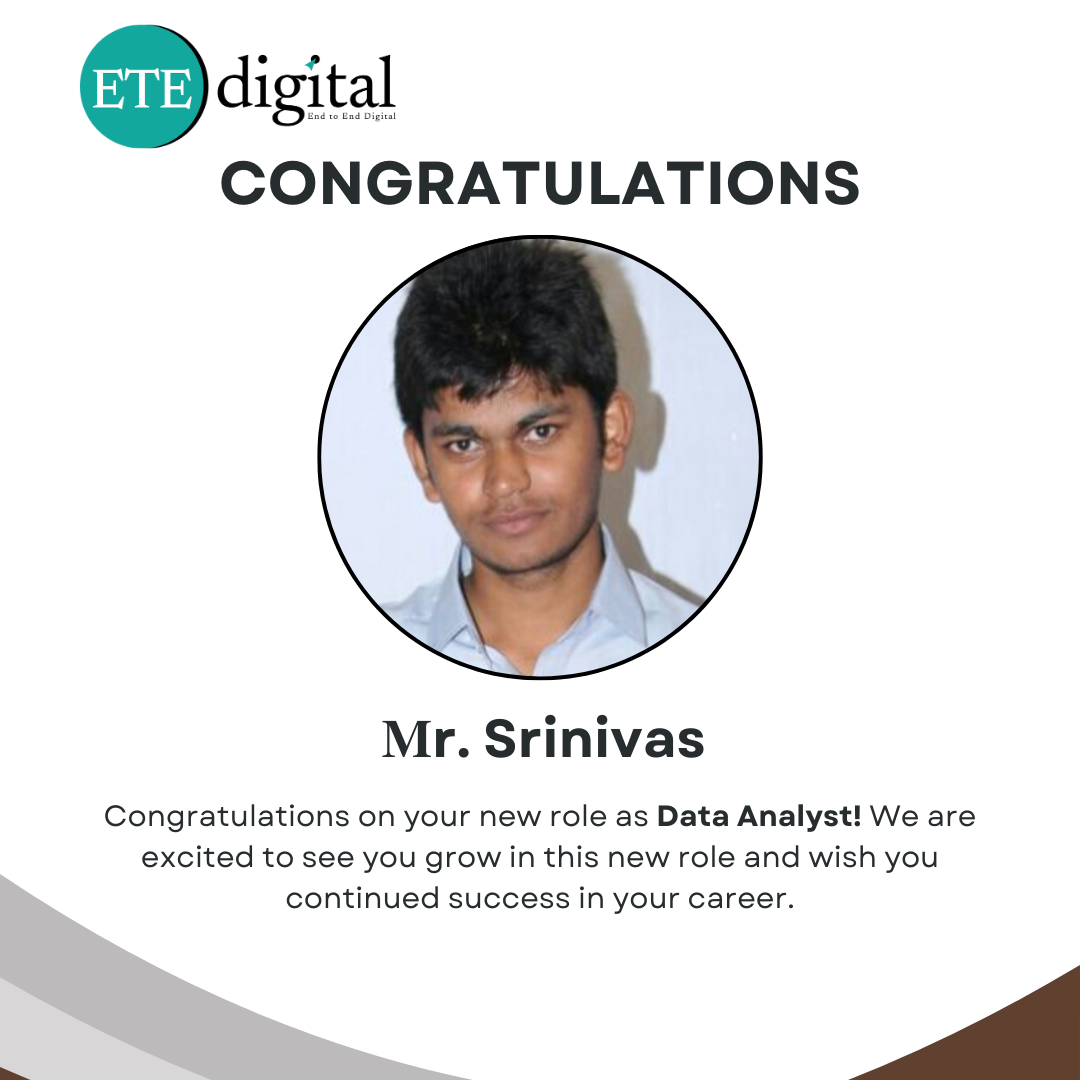 ETE digital
End to End Digital
CONGRATULATIONS
Mr. Srinivas
Congratulations on your new role as Data Analyst! We are
excited to see you grow in this new role and wish you
continued success in your career.